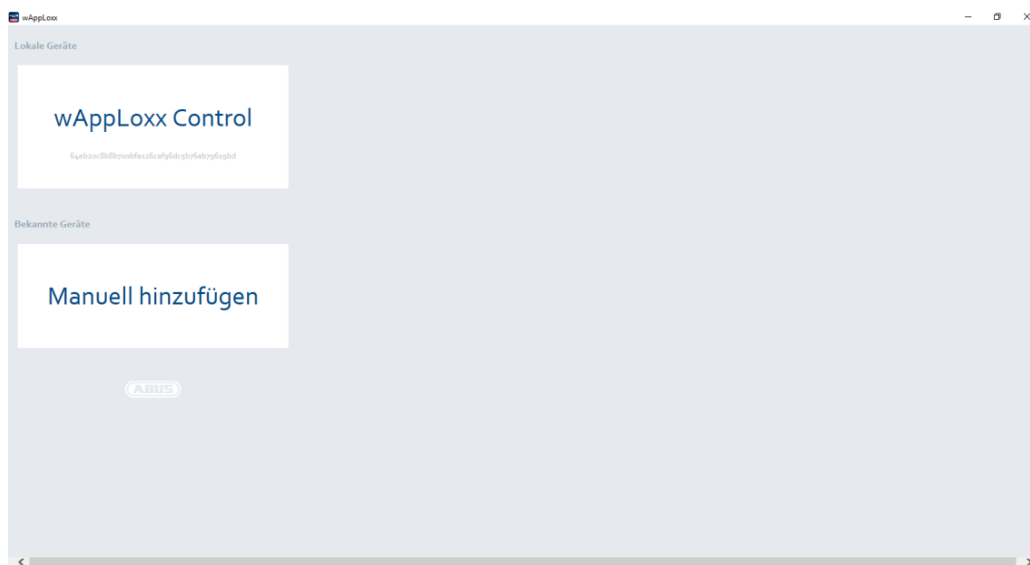 wAppLoxx
Lokale Geräte
wAppLoxx Control
Bekannte Geräte
Manuell hinzufügen
ABUS